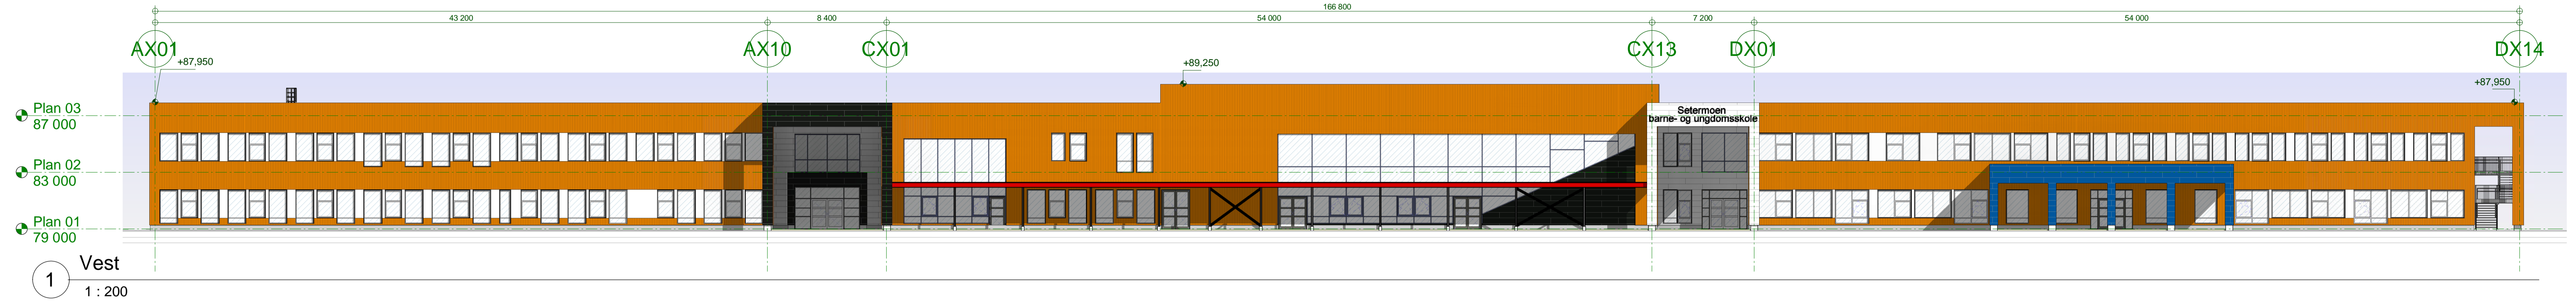 166 800
43 200
8 400
54 000
7 200
54 000
AX01
AX10
CX01
CX13
DX01
DX14
+87,950
+89,250
+87,950
Plan 03
87 000
Setermoen
barne- og ungdomsskole
Plan 02
83 000
Plan 01
79 000
1
Vest
1 : 200